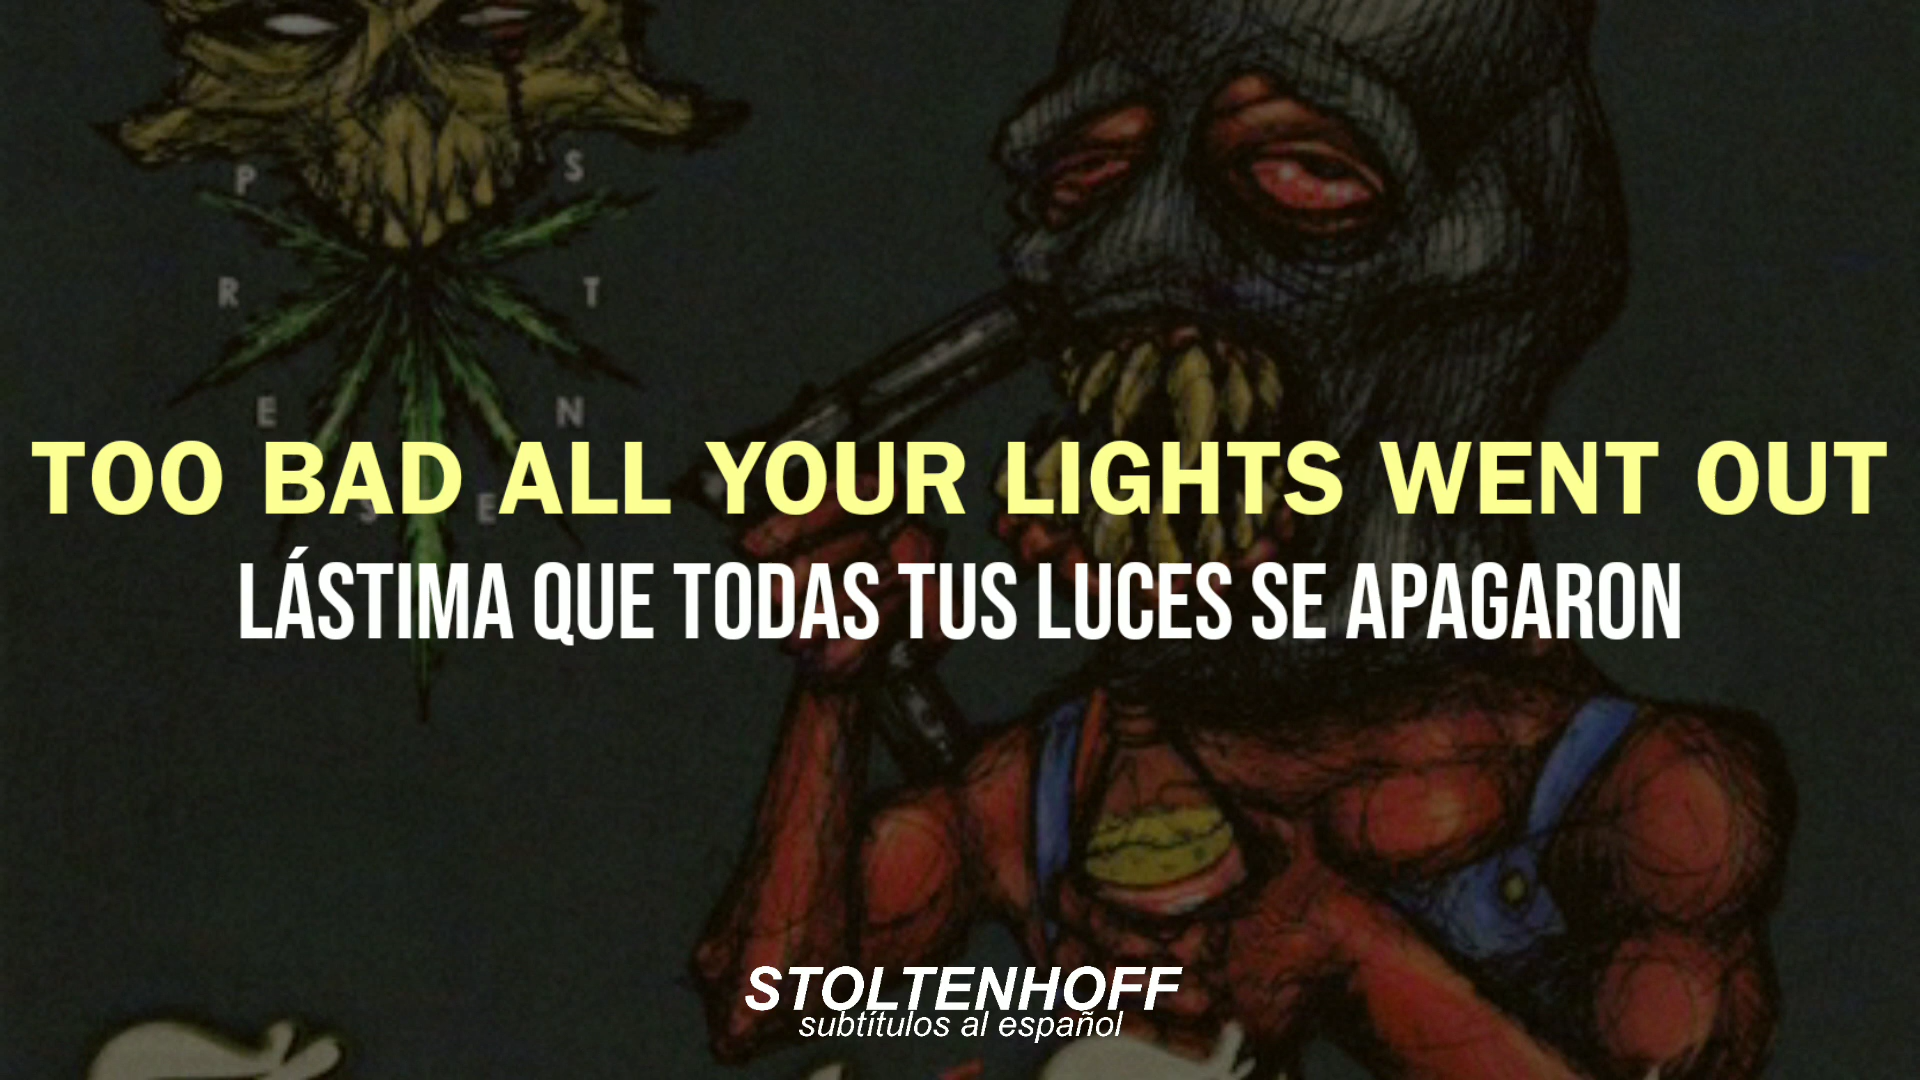 P S
R T
E N
S E
TOO BAD ALL YOUR LIGHTS WENT OUT
LÁSTIMA QUE TODAS TUS LUCES SE APAGARON
STOLTENHOFF
subtítulos al español